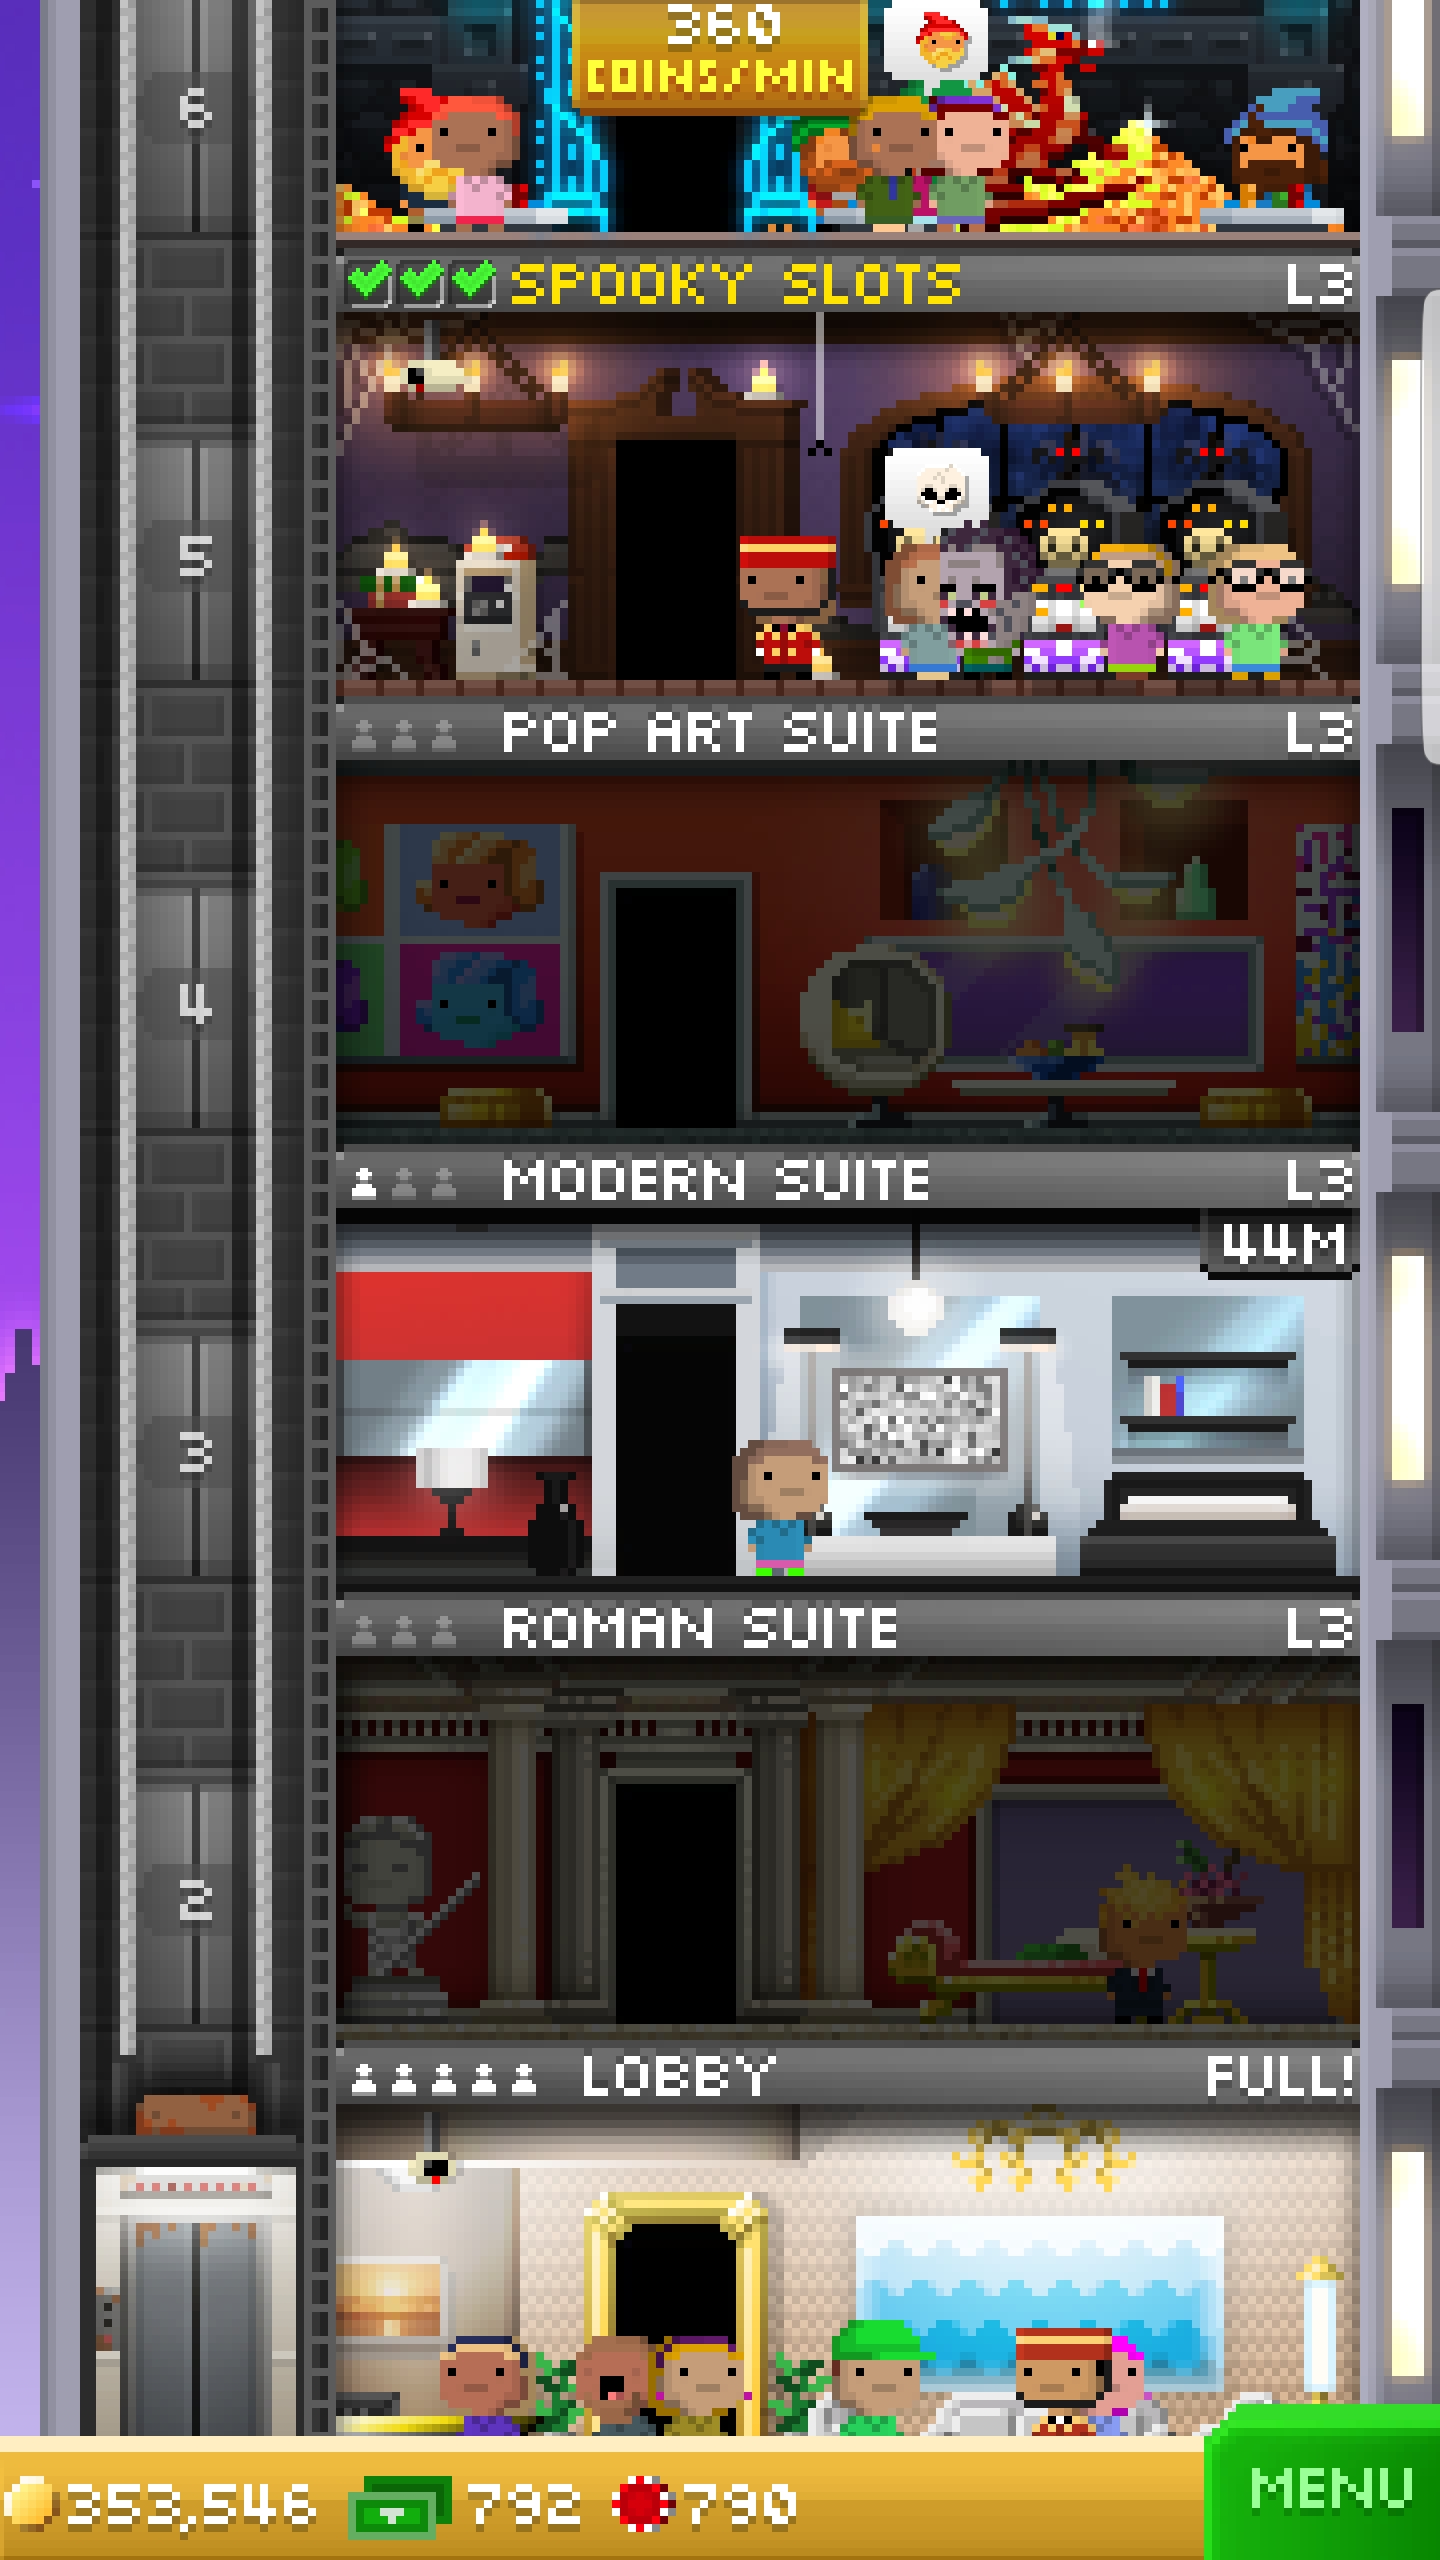 360
COINS/MIN
6
SPOOKY SLOTS L3
5
POP ART SUITE L3
4
MODERN SUITE L3
44M
3
ROMAN SUITE L3
2
LOBBY FULL!
353,546 792 790 MENU